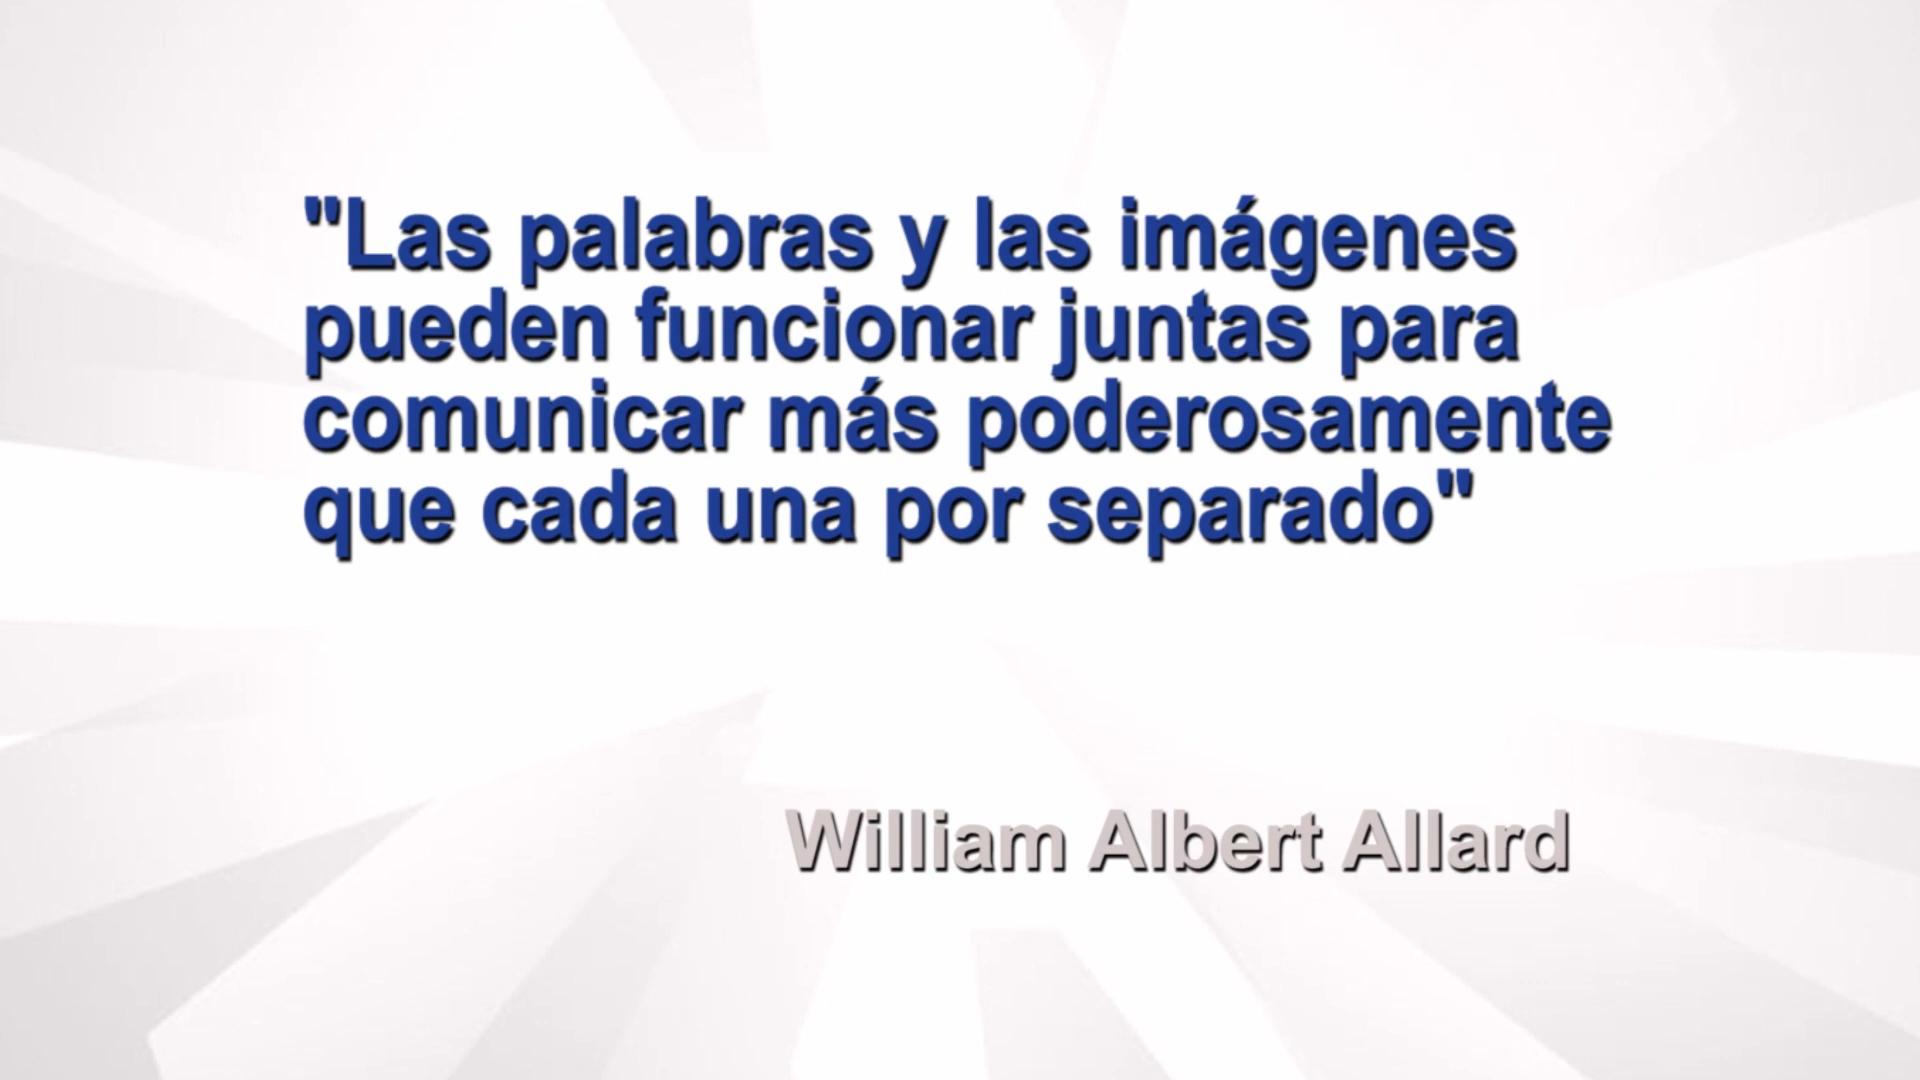 "Las palabras y las imágenes
pueden funcionar juntas para
comunicar más poderosamente
que cada una por separado"
William Albert Allard